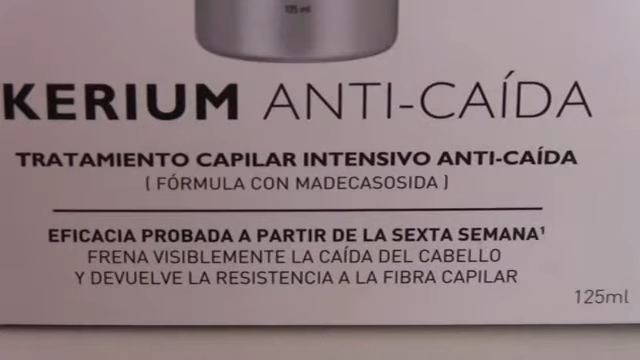 125 ml
KERIUM ANTI-CAÍDA
TRATAMIENTO CAPILAR INTENSIVO ANTI-CAÍDA
( FÓRMULA CON MADECASOSIDA )
EFICACIA PROBADA A PARTIR DE LA SEXTA SEMANA¹
FRENA VISIBLEMENTE LA CAÍDA DEL CABELLO
Y DEVUELVE LA RESISTENCIA A LA FIBRA CAPILAR
125ml